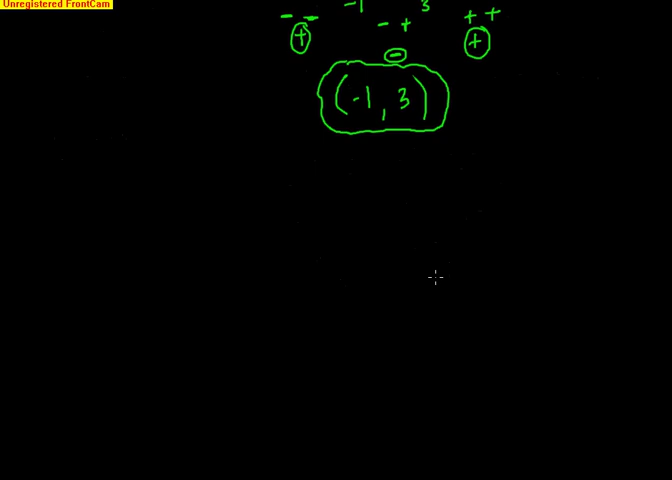 Unregistered FrontCam
-1 3
- - - + + +
+ - +
(-1, 3)